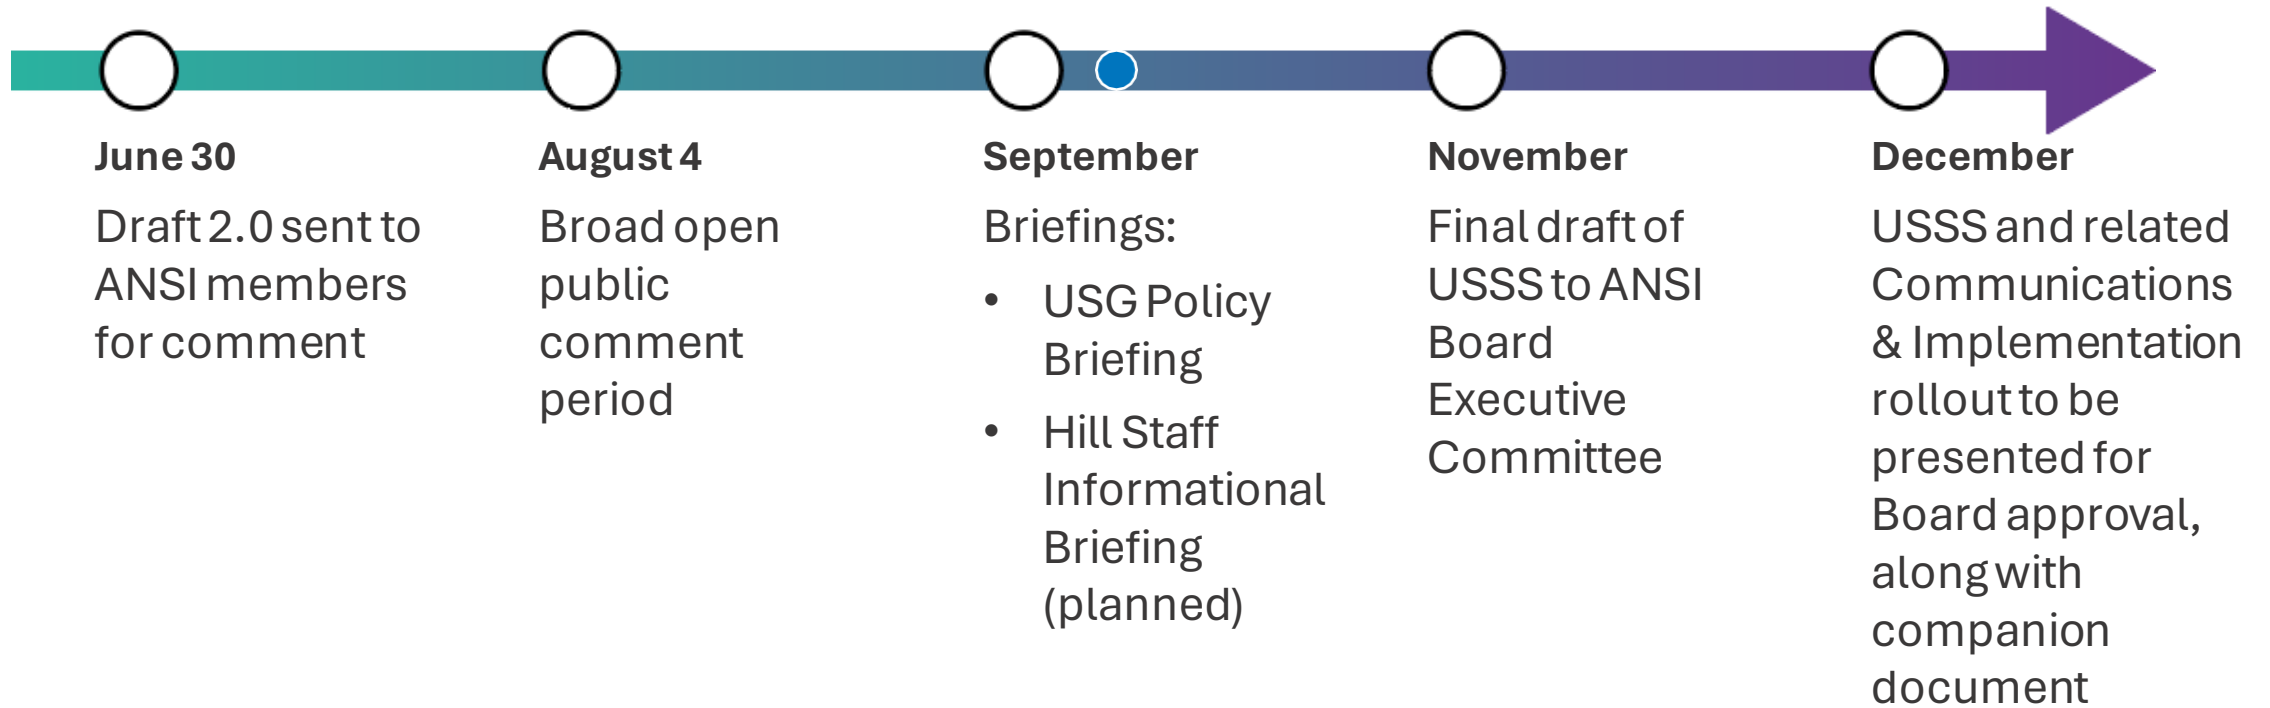 June 30
Draft 2.0 sent to
ANSI members
for comment
August 4
Broad open
public
comment
period
September
Briefings:
• USG Policy
Briefing
• Hill Staff
Informational
Briefing
(planned)
November
Final draft of
USSS to ANSI
Board
Executive
Committee
December
USSS and related
Communications
& Implementation
rollout to be
presented for
Board approval,
along with
companion
document